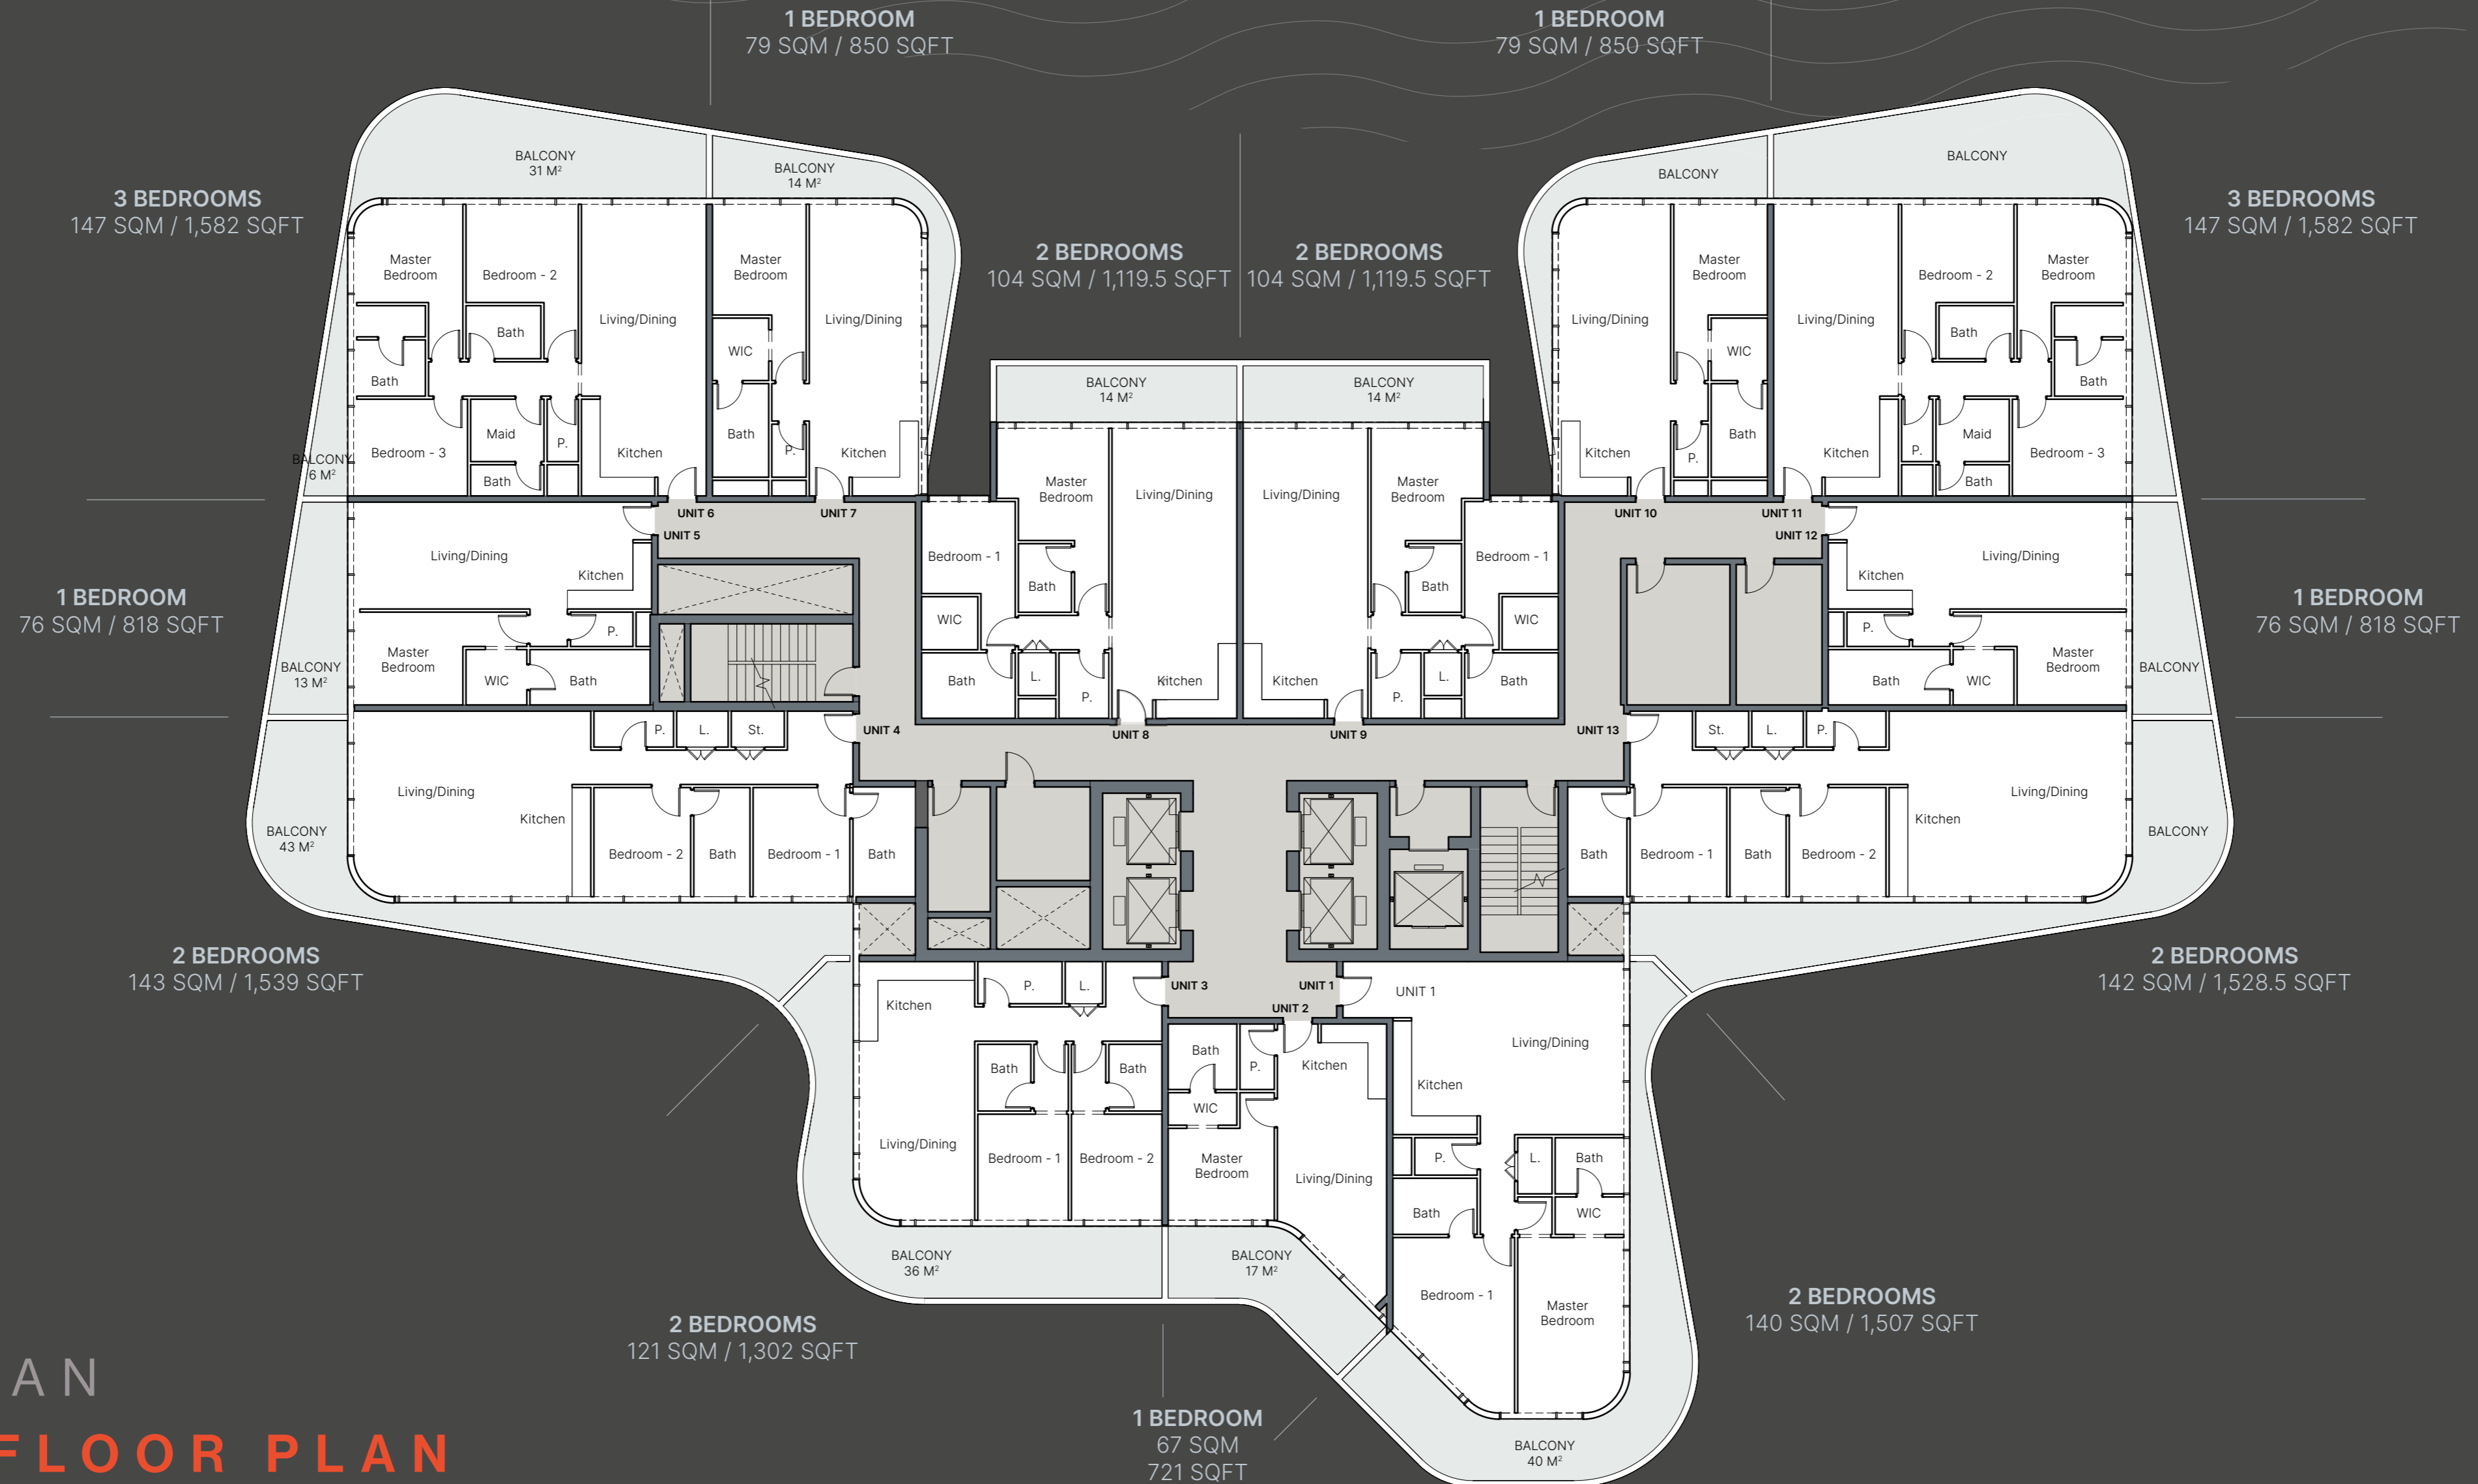 1 BEDROOM
79 SQM / 850 SQFT
1 BEDROOM
79 SQM / 850 SQFT
3 BEDROOMS
147 SQM / 1,582 SQFT
2 BEDROOMS
104 SQM / 1,119.5 SQFT
2 BEDROOMS
104 SQM / 1,119.5 SQFT
3 BEDROOMS
147 SQM / 1,582 SQFT
BALCONY
31 M²
BALCONY
14 M²
BALCONY
BALCONY
Master
Bedroom
Bedroom - 2
Living/Dining
Bath
Bath
Bedroom - 3
Maid
Bath
P.
Kitchen
BALCONY
6 M²
UNIT 6
Master
Bedroom
Living/Dining
WIC
Bath
P.
Kitchen
UNIT 7
BALCONY
14 M²
BALCONY
14 M²
Master
Bedroom
Living/Dining
Bedroom - 1
Bath
WIC
Bath
L.
P.
Kitchen
UNIT 8
Living/Dining
Master
Bedroom
Bedroom - 1
Bath
WIC
Kitchen
P.
L.
Bath
UNIT 9
Living/Dining
Master
Bedroom
WIC
Bath
P.
Kitchen
UNIT 10
Living/Dining
Bedroom - 2
Master
Bedroom
Bath
Bath
Kitchen
P.
Maid
Bath
Bedroom - 3
UNIT 11
UNIT 5
Living/Dining
Kitchen
P.
Master
Bedroom
WIC
Bath
BALCONY
13 M²
1 BEDROOM
76 SQM / 818 SQFT
UNIT 12
Living/Dining
Kitchen
P.
Master
Bedroom
Bath
WIC
BALCONY
1 BEDROOM
76 SQM / 818 SQFT
UNIT 4
P.
L.
St.
Living/Dining
Kitchen
Bedroom - 2
Bath
Bedroom - 1
Bath
BALCONY
43 M²
2 BEDROOMS
143 SQM / 1,539 SQFT
UNIT 13
St.
L.
P.
Living/Dining
Kitchen
Bath
Bedroom - 1
Bath
Bedroom - 2
BALCONY
2 BEDROOMS
142 SQM / 1,528.5 SQFT
UNIT 3
Kitchen
P.
L.
Bath
Bath
Living/Dining
Bedroom - 1
Bedroom - 2
BALCONY
36 M²
2 BEDROOMS
121 SQM / 1,302 SQFT
UNIT 2
Bath
P.
Kitchen
WIC
Master
Bedroom
Living/Dining
BALCONY
17 M²
1 BEDROOM
67 SQM
721 SQFT
UNIT 1
UNIT 1
Living/Dining
Kitchen
P.
L.
Bath
Bath
WIC
Bedroom - 1
Master
Bedroom
BALCONY
40 M²
2 BEDROOMS
140 SQM / 1,507 SQFT
AN
FLOOR PLAN